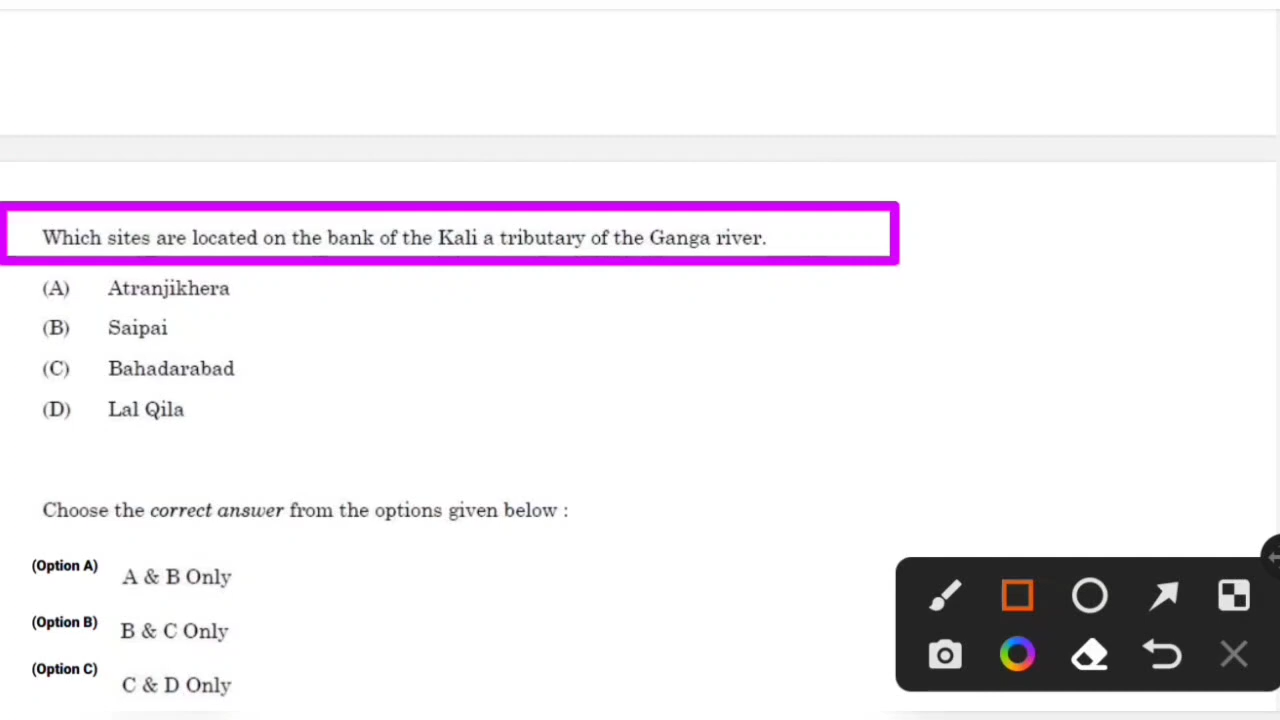 Which sites are located on the bank of the Kali a tributary of the Ganga river.
(A) Atranjikhera
(B) Saipai
(C) Bahadarabad
(D) Lal Qila
Choose the correct answer from the options given below :
(Option A) A & B Only
(Option B) B & C Only
(Option C) C & D Only